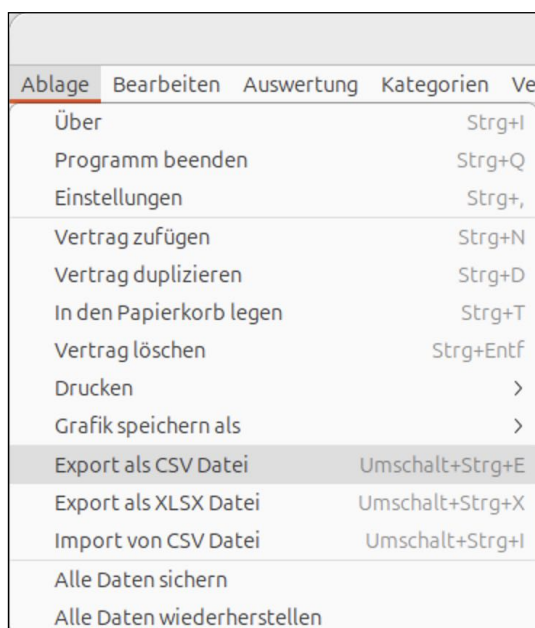 Ablage Bearbeiten Auswertung Kategorien Ve
Über Strg+I
Programm beenden Strg+Q
Einstellungen Strg+,
Vertrag zufügen Strg+N
Vertrag duplizieren Strg+D
In den Papierkorb legen Strg+T
Vertrag löschen Strg+Entf
Drucken >
Grafik speichern als >
Export als CSV Datei Umschalt+Strg+E
Export als XLSX Datei Umschalt+Strg+X
Import von CSV Datei Umschalt+Strg+I
Alle Daten sichern
Alle Daten wiederherstellen